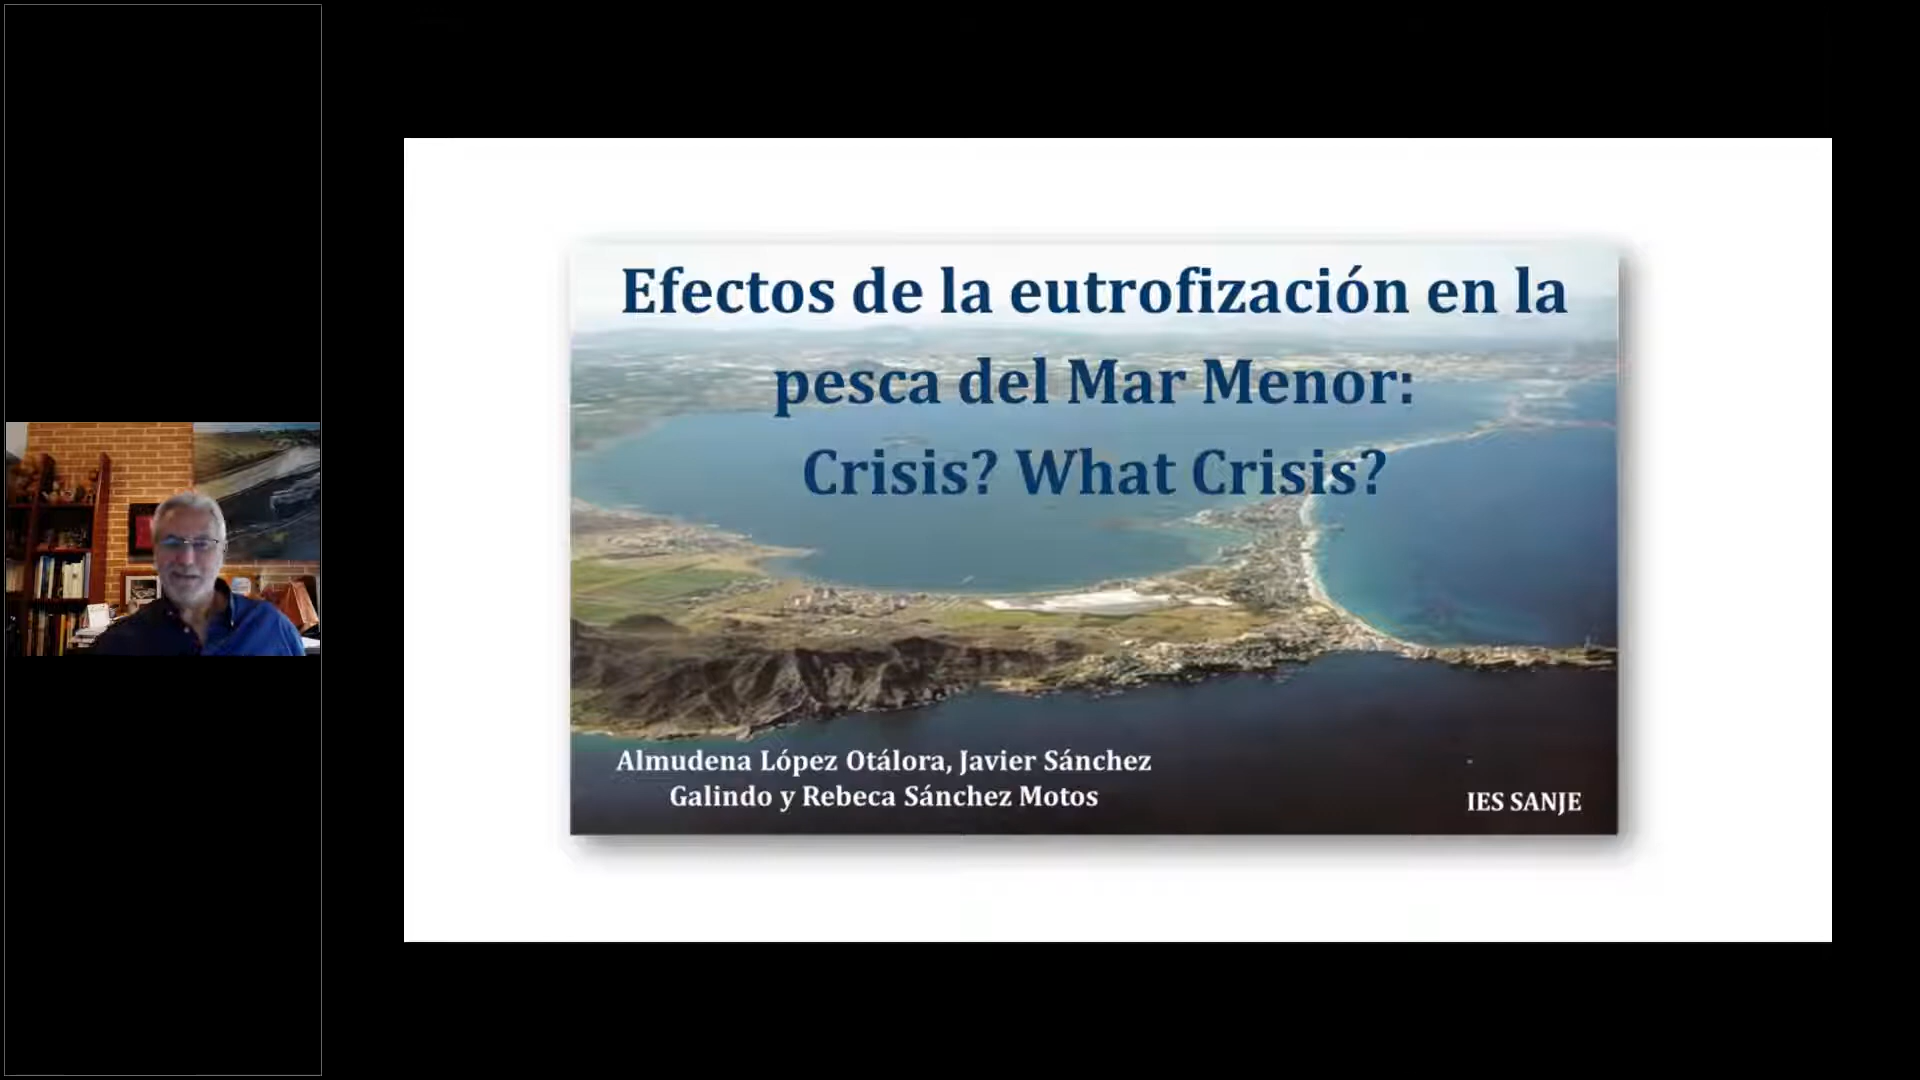 Efectos de la eutrofización en la
pesca del Mar Menor:
Crisis? What Crisis?
Almudena López Otálora, Javier Sánchez
Galindo y Rebeca Sánchez Motos
IES SANJE